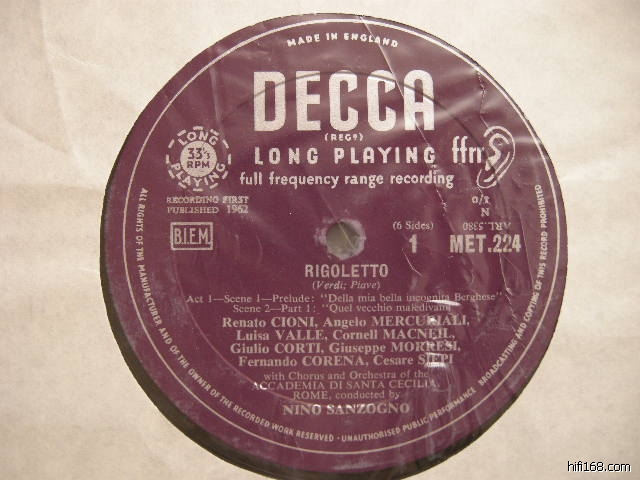 MADE IN ENGLAND
DECCA
(REGᴰ)
LONG PLAYING ffrr
full frequency range recording
LONG PLAYING
33⅓ RPM
RECORDING FIRST
PUBLISHED 1962
B.I.E.M.
(6 Sides)
1
MET.224
ARL..5380
N
1/0
RIGOLETTO
(Verdi; Piave)
Act 1—Scene 1—Prelude: "Della mia bella incognita Borghese"
Scene 2—Part 1: "Quel vecchio maledivami"
Renato CIONI, Angelo MERCURIALI,
Luisa VALLE, Cornell MACNEIL,
Giulio CORTI, Giuseppe MORRESI,
Fernando CORENA, Cesare SIEPI
with Chorus and Orchestra of the
ACCADEMIA DI SANTA CECILIA,
ROME, conducted by
NINO SANZOGNO
ALL RIGHTS OF THE MANUFACTURER AND OF THE OWNER OF THE RECORDED WORK RESERVED · UNAUTHORISED PUBLIC PERFORMANCE BROADCASTING AND COPYING OF THIS RECORD PROHIBITED
hifi168.com